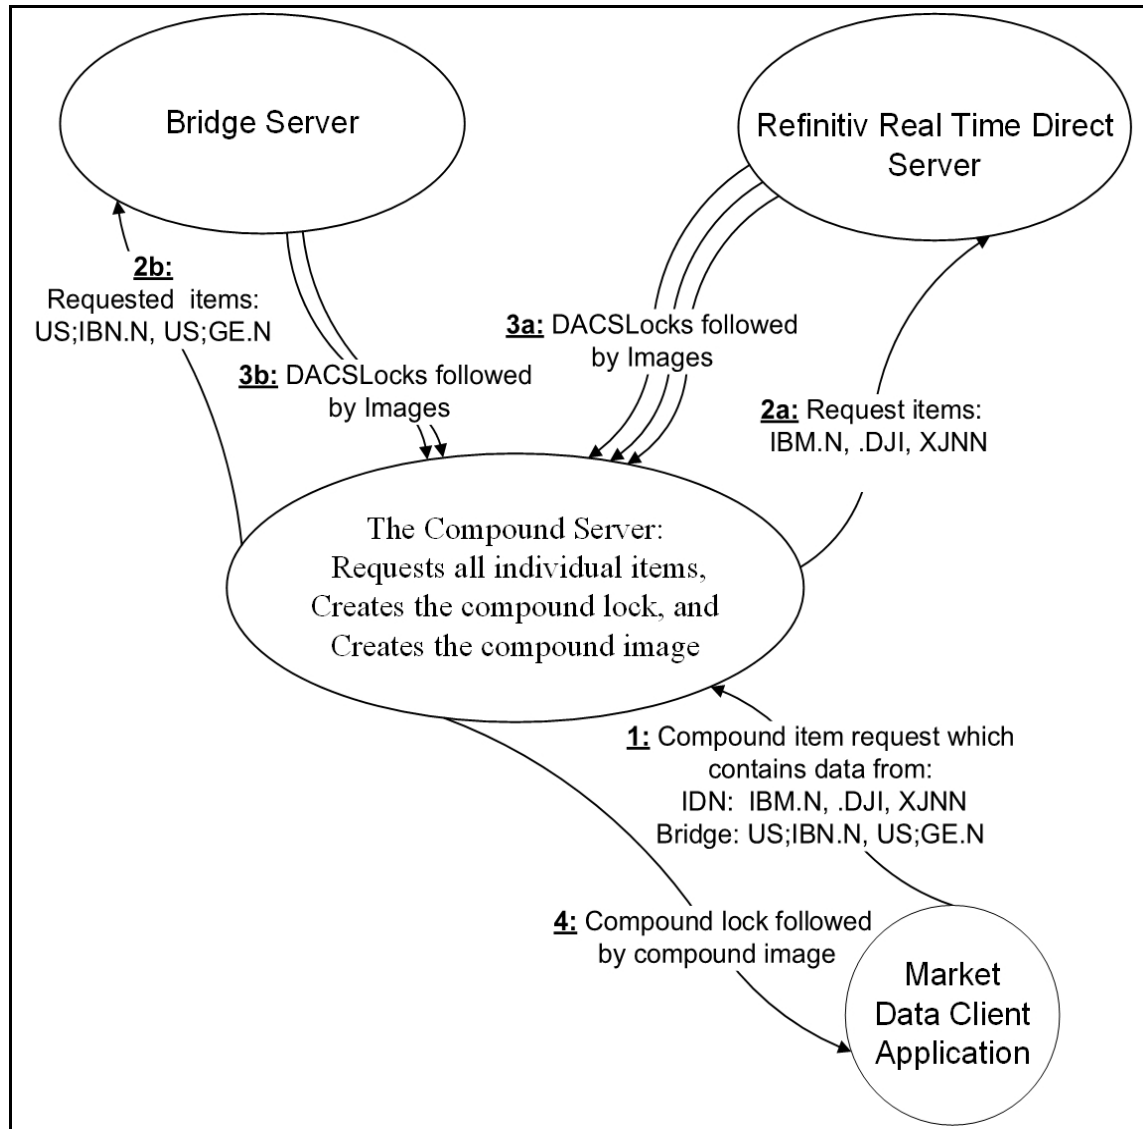 Bridge Server
Refinitiv Real Time Direct
Server
2b:
Requested items:
US;IBN.N, US;GE.N
3b: DACSLocks followed
by Images
3a: DACSLocks followed
by Images
2a: Request items:
IBM.N, .DJI, XJNN
The Compound Server:
Requests all individual items,
Creates the compound lock, and
Creates the compound image
1: Compound item request which
contains data from:
IDN: IBM.N, .DJI, XJNN
Bridge: US;IBN.N, US;GE.N
4: Compound lock followed
by compound image
Market
Data Client
Application